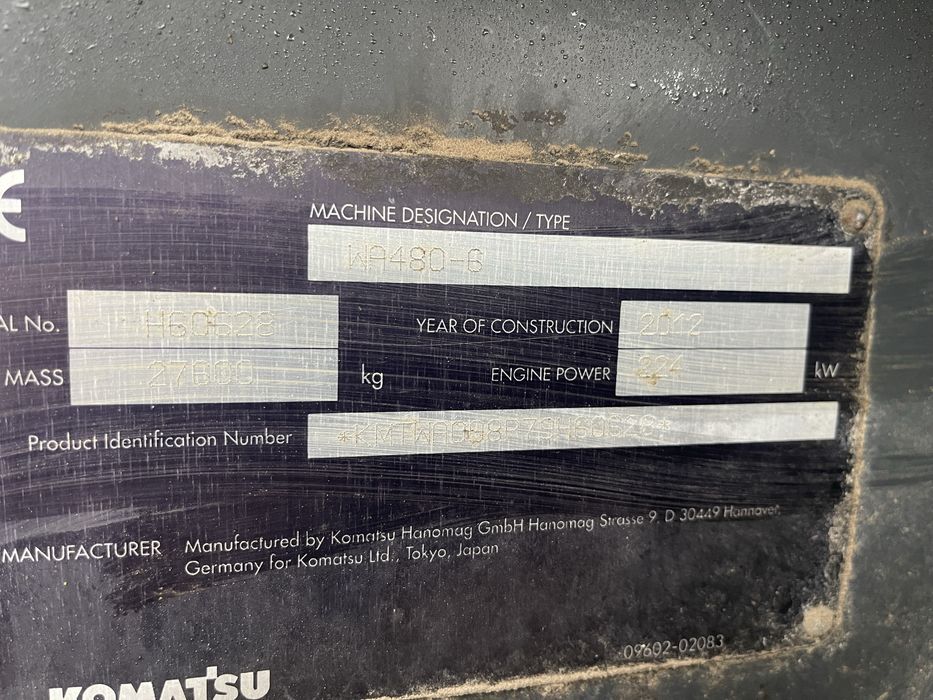 CE
MACHINE DESIGNATION / TYPE
WA480-6
AL No. H60628
YEAR OF CONSTRUCTION 2012
MASS 27800 kg
ENGINE POWER 224 kW
Product Identification Number
MANUFACTURER Manufactured by Komatsu Hanomag GmbH Hanomag Strasse 9, D 30449 Hannover,
Germany for Komatsu Ltd., Tokyo, Japan
09602-02083
KOMATSU